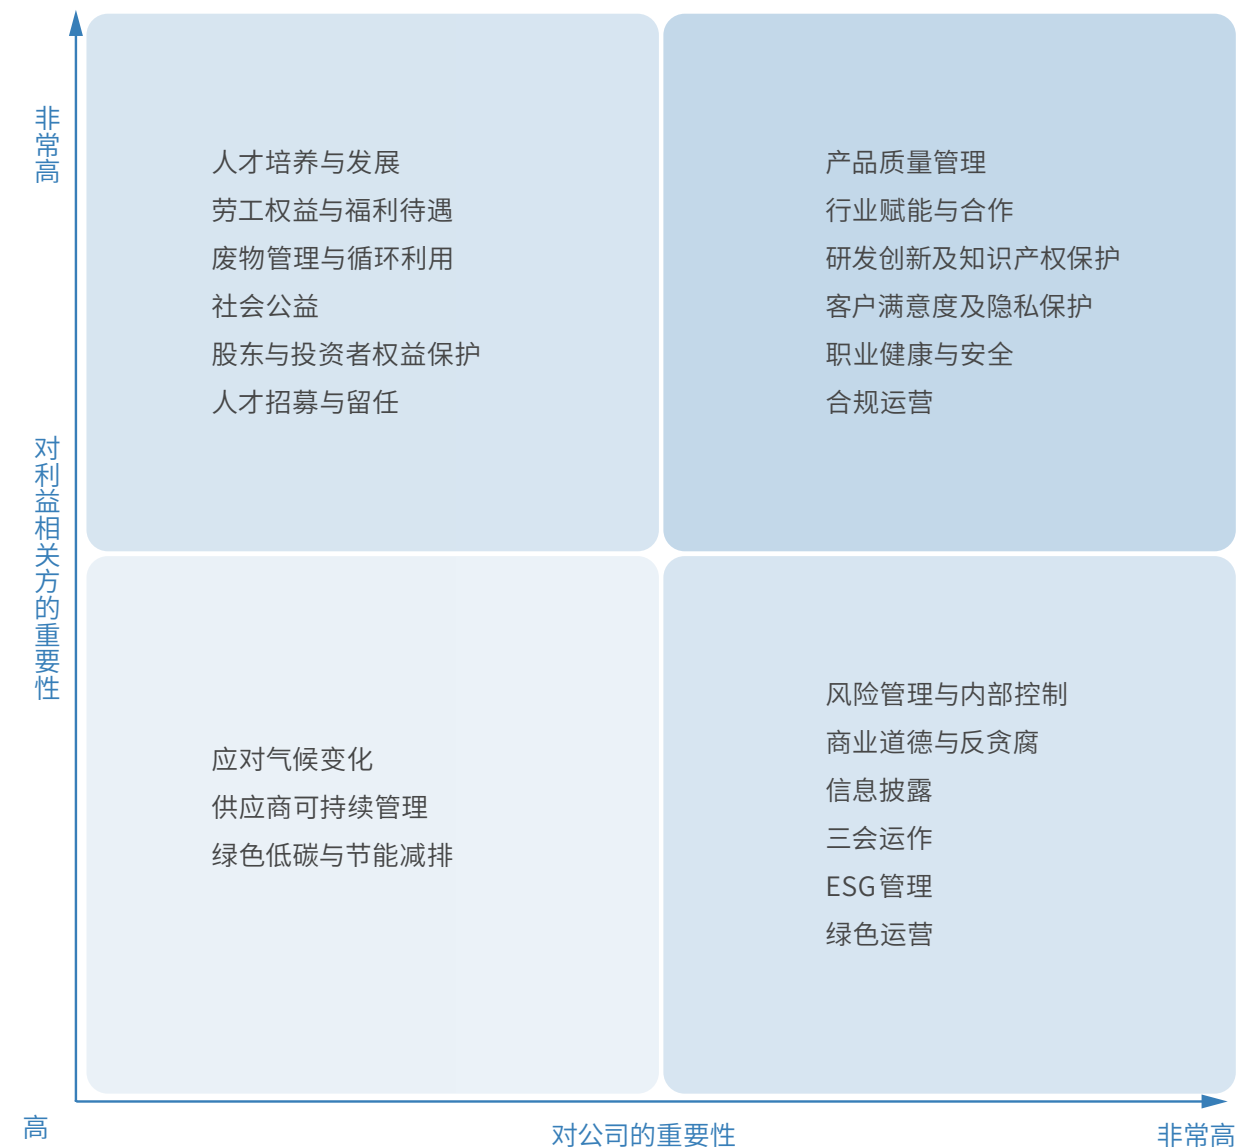 非常高
对利益相关方的重要性
人才培养与发展
劳工权益与福利待遇
废物管理与循环利用
社会公益
股东与投资者权益保护
人才招募与留任
产品质量管理
行业赋能与合作
研发创新及知识产权保护
客户满意度及隐私保护
职业健康与安全
合规运营
应对气候变化
供应商可持续管理
绿色低碳与节能减排
风险管理与内部控制
商业道德与反贪腐
信息披露
三会运作
ESG管理
绿色运营
高
对公司的重要性
非常高